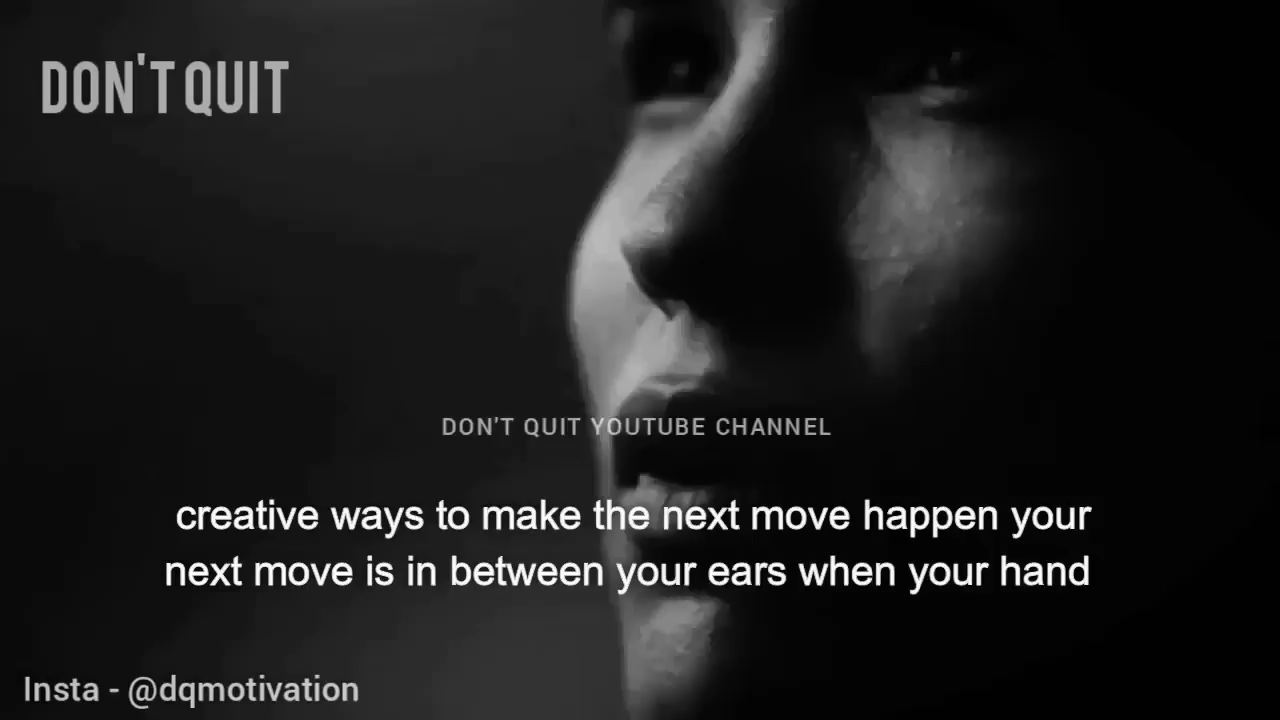 DON'T QUIT
DON'T QUIT YOUTUBE CHANNEL
creative ways to make the next move happen your
next move is in between your ears when your hand
Insta - @dqmotivation